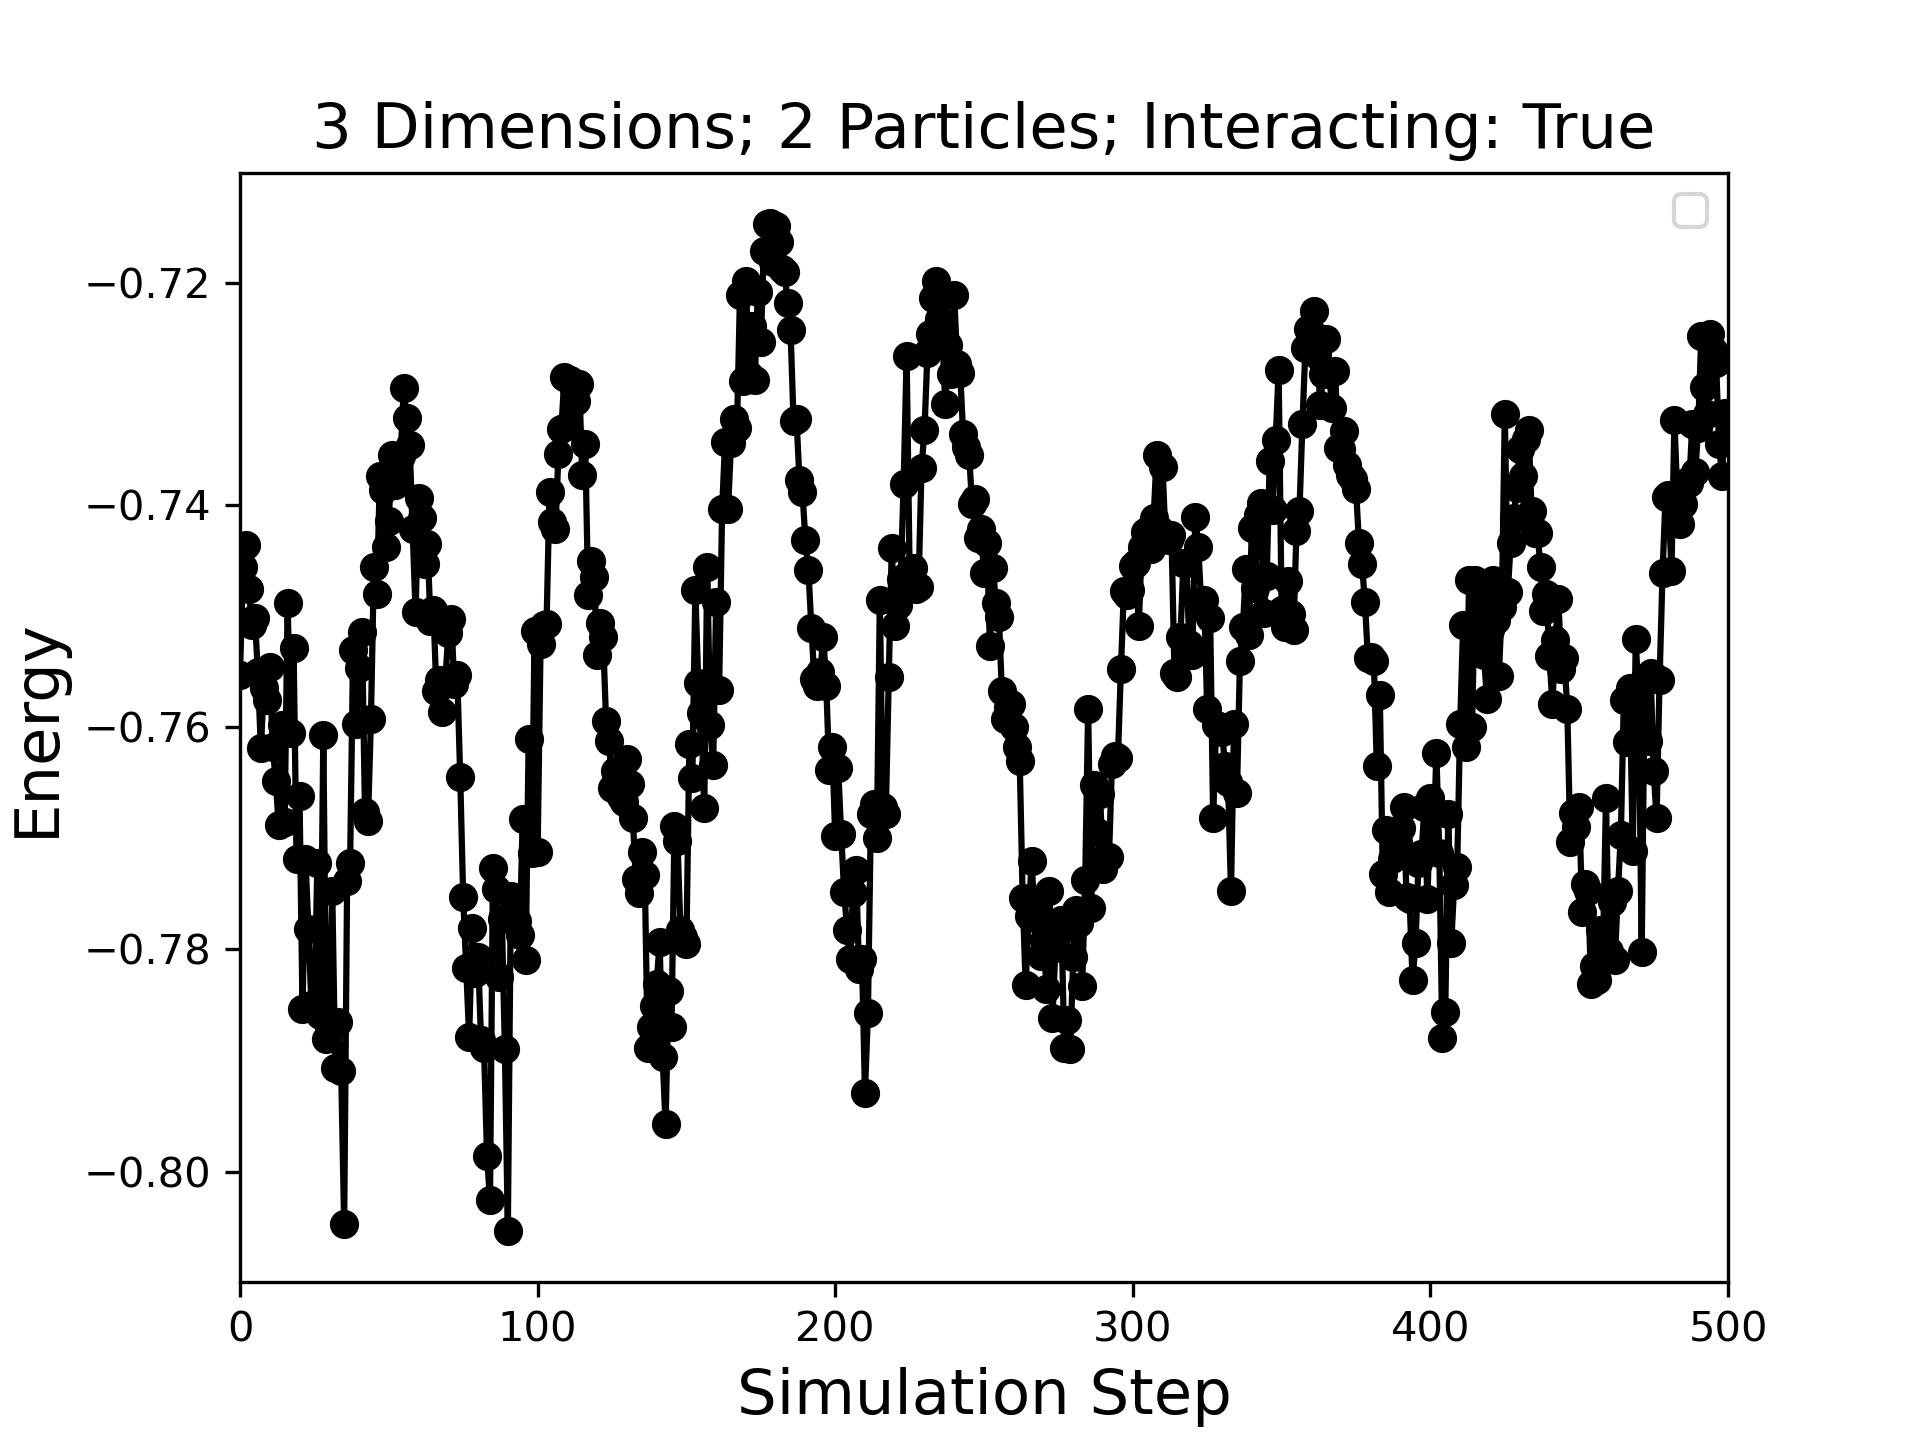 3 Dimensions; 2 Particles; Interacting: True
Energy
−0.72
−0.74
−0.76
−0.78
−0.80
0 100 200 300 400 500
Simulation Step